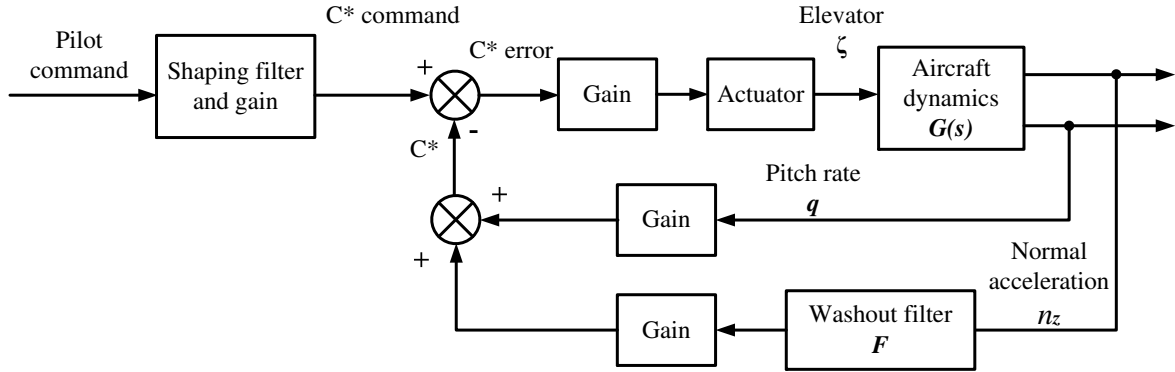 C* command
Elevator
ζ
Pilot
command
C* error
Shaping filter
and gain
+
Gain
Actuator
Aircraft
dynamics
G(s)
-
C*
Pitch rate
q
+
Gain
+
Normal
acceleration
nz
Gain
Washout filter
F